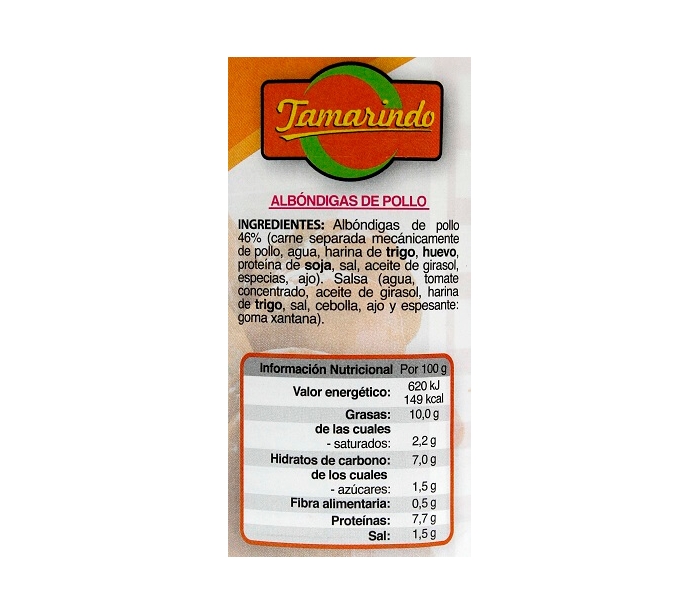 Tamarindo
ALBÓNDIGAS DE POLLO
INGREDIENTES: Albóndigas de pollo
46% (carne separada mecánicamente
de pollo, agua, harina de trigo, huevo,
proteína de soja, sal, aceite de girasol,
especias, ajo). Salsa (agua, tomate
concentrado, aceite de girasol, harina
de trigo, sal, cebolla, ajo y espesante:
goma xantana).
Información Nutricional Por 100 g
Valor energético: 620 kJ
149 kcal
Grasas: 10,0 g
de las cuales
- saturados: 2,2 g
Hidratos de carbono: 7,0 g
de los cuales
- azúcares: 1,5 g
Fibra alimentaria: 0,5 g
Proteínas: 7,7 g
Sal: 1,5 g